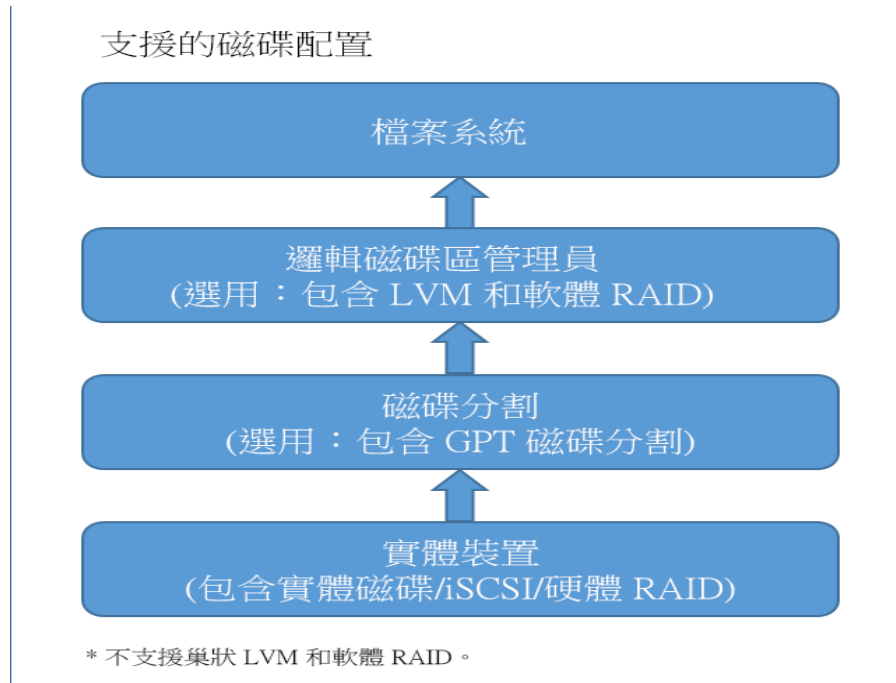 支援的磁碟配置
檔案系統
邏輯磁碟區管理員
(選用：包含 LVM 和軟體 RAID)
磁碟分割
(選用：包含 GPT 磁碟分割)
實體裝置
(包含實體磁碟/iSCSI/硬體 RAID)
* 不支援巢狀 LVM 和軟體 RAID。